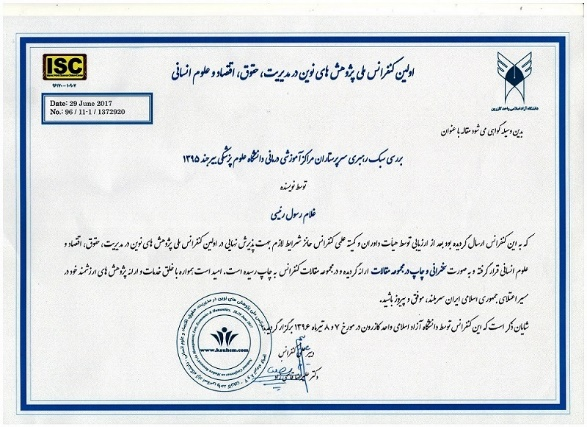 اولین کنفرانس ملی پژوهش های نوین در مدیریت، حقوق، اقتصاد و علوم انسانی
ISC
Date: 29 June 2017
No.: 96 / 11-1 / 1372920
دانشگاه آزاد اسلامی واحد کازرون
بدین وسیله گواهی می شود مقاله با عنوان
بررسی سبک رهبری سرپرستاران مراکز آموزشی درمانی دانشگاه علوم پزشکی بیرجند ۱۳۹۵
توسط نویسنده
غلام رسول رئیسی
که به این کنفرانس ارسال گردیده بود بعد از ارزیابی توسط هیأت داوران و کمیته علمی کنفرانس حائز شرایط لازم جهت پذیرش نهایی در اولین کنفرانس ملی پژوهش های نوین در مدیریت، حقوق، اقتصاد و
علوم انسانی قرار گرفته و به صورت سخنرانی و چاپ در مجموعه مقالات ارائه گردیده و در مجموعه مقالات کنفرانس به چاپ رسیده است. امید است همواره با خلق خدمات و ارائه پژوهش های ارزشمند خود در
مسیر اعتلای جمهوری اسلامی ایران سربلند، موفق و پیروز باشید.
شایان ذکر است که این کنفرانس توسط دانشگاه آزاد اسلامی واحد کازرون در مورخ ۷ و ۸ تیرماه ۱۳۹۶ برگزار گردید.
دبیر علمی کنفرانس
دکتر